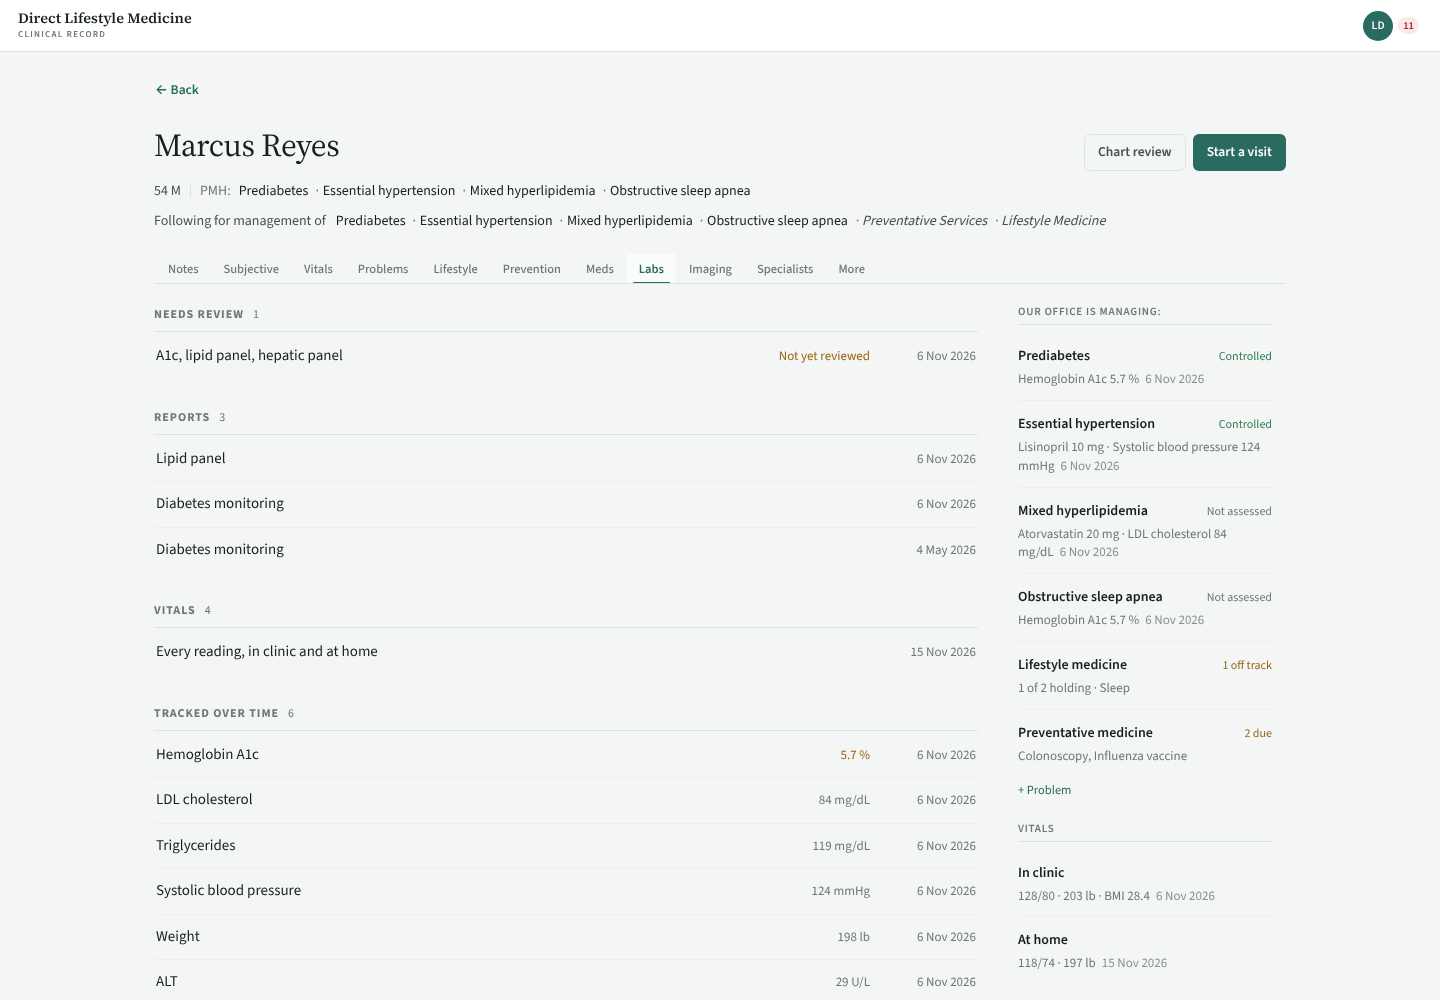 Direct Lifestyle Medicine
CLINICAL RECORD
LD
11
← Back
Marcus Reyes
Chart review
Start a visit
54 M | PMH: Prediabetes · Essential hypertension · Mixed hyperlipidemia · Obstructive sleep apnea
Following for management of Prediabetes · Essential hypertension · Mixed hyperlipidemia · Obstructive sleep apnea · Preventative Services · Lifestyle Medicine
Notes Subjective Vitals Problems Lifestyle Prevention Meds Labs Imaging Specialists More
NEEDS REVIEW 1
A1c, lipid panel, hepatic panel Not yet reviewed 6 Nov 2026
REPORTS 3
Lipid panel 6 Nov 2026
Diabetes monitoring 6 Nov 2026
Diabetes monitoring 4 May 2026
VITALS 4
Every reading, in clinic and at home 15 Nov 2026
TRACKED OVER TIME 6
Hemoglobin A1c 5.7 % 6 Nov 2026
LDL cholesterol 84 mg/dL 6 Nov 2026
Triglycerides 119 mg/dL 6 Nov 2026
Systolic blood pressure 124 mmHg 6 Nov 2026
Weight 198 lb 6 Nov 2026
ALT 29 U/L 6 Nov 2026
OUR OFFICE IS MANAGING:
Prediabetes Controlled
Hemoglobin A1c 5.7 % 6 Nov 2026
Essential hypertension Controlled
Lisinopril 10 mg · Systolic blood pressure 124
mmHg 6 Nov 2026
Mixed hyperlipidemia Not assessed
Atorvastatin 20 mg · LDL cholesterol 84
mg/dL 6 Nov 2026
Obstructive sleep apnea Not assessed
Hemoglobin A1c 5.7 % 6 Nov 2026
Lifestyle medicine 1 off track
1 of 2 holding · Sleep
Preventative medicine 2 due
Colonoscopy, Influenza vaccine
+ Problem
VITALS
In clinic
128/80 · 203 lb · BMI 28.4 6 Nov 2026
At home
118/74 · 197 lb 15 Nov 2026